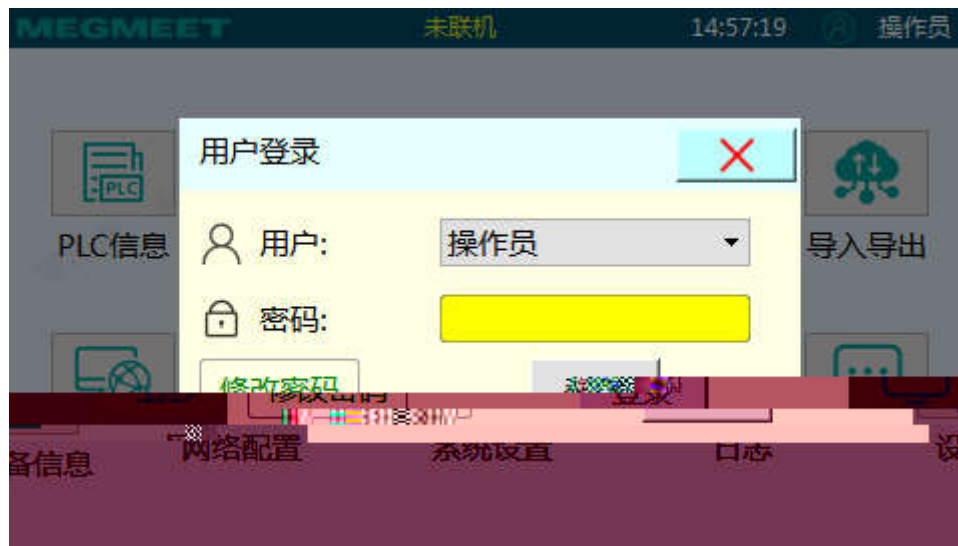 MEGMEET 未联机 14:57:19 操作员
用户登录
PLC
PLC信息 用户: 操作员 导入导出
密码:
修改密码 登录
备信息 网络配置 系统设置 日志 设